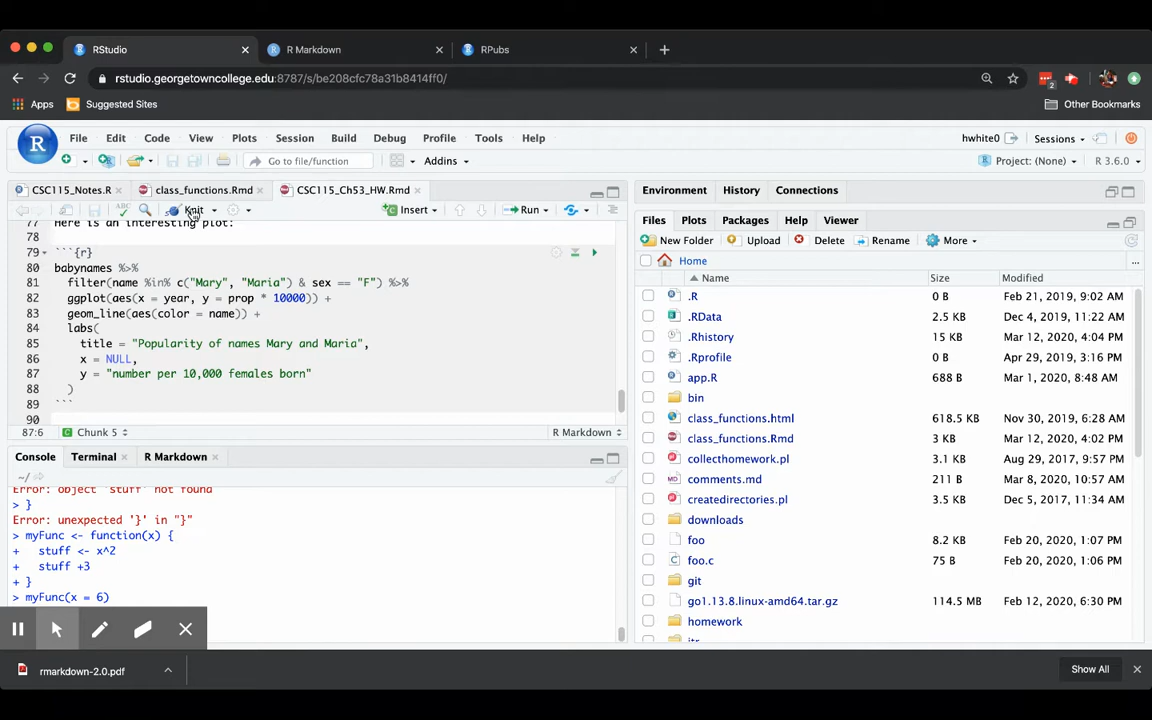 RStudio
R Markdown
RPubs
rstudio.georgetowncollege.edu:8787/s/be208cfc78a31b8414ff0/
2
Apps
Suggested Sites
Other Bookmarks
R
File Edit Code View Plots Session Build Debug Profile Tools Help
hwhite0
Sessions
Go to file/function
Addins
Project: (None)
R 3.6.0
CSC115_Notes.R
class_functions.Rmd
CSC115_Ch53_HW.Rmd
ABC
Knit
Insert
Run
77 Here is an interesting plot:
78
79 ```{r}
80 babynames %>%
81 filter(name %in% c("Mary", "Maria") & sex == "F") %>%
82 ggplot(aes(x = year, y = prop * 10000)) +
83 geom_line(aes(color = name)) +
84 labs(
85 title = "Popularity of names Mary and Maria",
86 x = NULL,
87 y = "number per 10,000 females born"
88 )
89 ```
90
87:6
Chunk 5
R Markdown
Console Terminal R Markdown
~/
Error: object 'stuff' not found
> }
Error: unexpected '}' in "}"
> myFunc <- function(x) {
+ stuff <- x^2
+ stuff +3
+ }
> myFunc(x = 6)
Environment History Connections
Files Plots Packages Help Viewer
New Folder Upload Delete Rename More
Home
...
Name Size Modified
.R 0 B Feb 21, 2019, 9:02 AM
.RData 2.5 KB Dec 4, 2019, 11:22 AM
.Rhistory 15 KB Mar 12, 2020, 4:04 PM
.Rprofile 0 B Apr 29, 2019, 3:16 PM
app.R 688 B Mar 1, 2020, 8:48 AM
bin
class_functions.html 618.5 KB Nov 30, 2019, 6:28 AM
class_functions.Rmd 3 KB Mar 12, 2020, 4:02 PM
collecthomework.pl 3.1 KB Aug 29, 2017, 9:57 PM
comments.md 211 B Mar 8, 2020, 10:57 AM
createdirectories.pl 3.5 KB Dec 5, 2017, 11:34 AM
downloads
foo 8.2 KB Feb 20, 2020, 1:07 PM
foo.c 75 B Feb 20, 2020, 1:06 PM
git
go1.13.8.linux-amd64.tar.gz 114.5 MB Feb 12, 2020, 6:30 PM
homework
rmarkdown-2.0.pdf
Show All